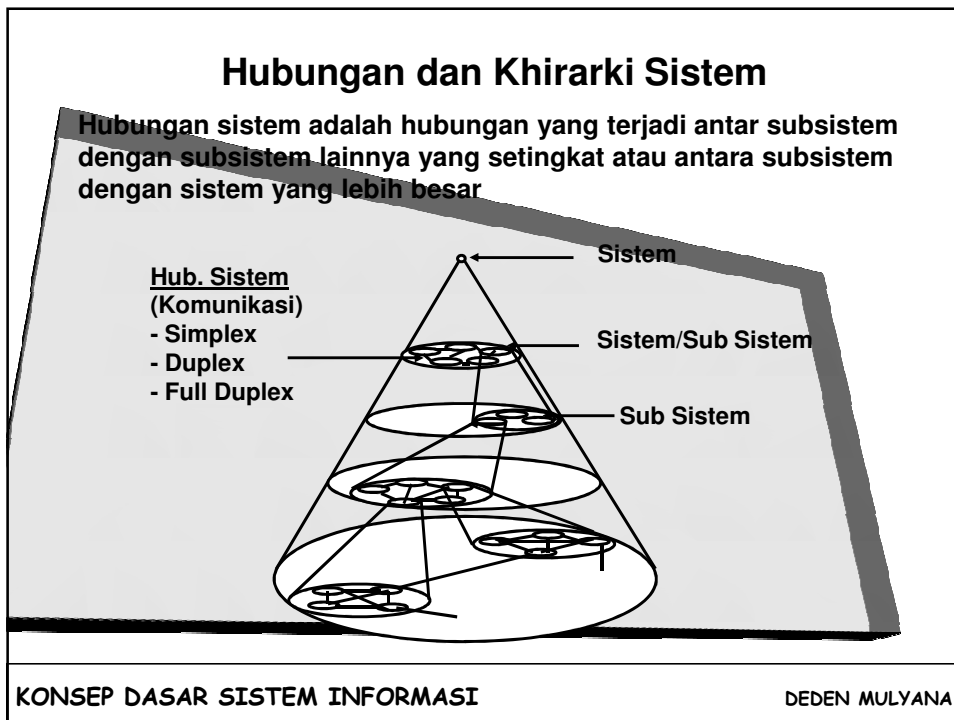 Hubungan dan Khirarki Sistem
Hubungan sistem adalah hubungan yang terjadi antar subsistem
dengan subsistem lainnya yang setingkat atau antara subsistem
dengan sistem yang lebih besar
Sistem
Hub. Sistem
(Komunikasi)
- Simplex
- Duplex
- Full Duplex
Sistem/Sub Sistem
Sub Sistem
KONSEP DASAR SISTEM INFORMASI
DEDEN MULYANA